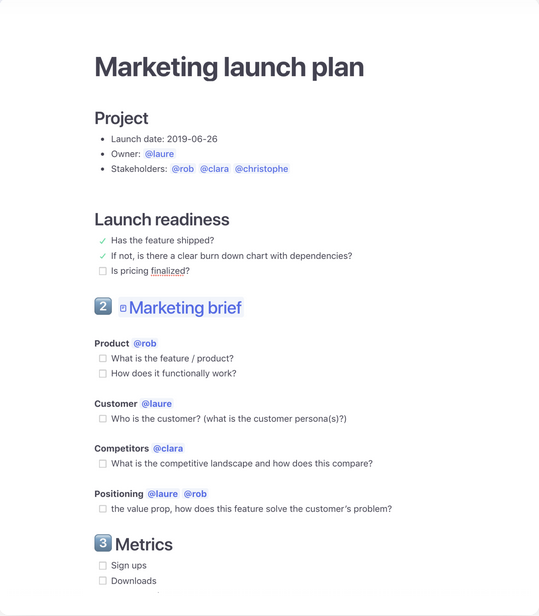 Marketing launch plan
Project
• Launch date: 2019-06-26
• Owner: @laure
• Stakeholders: @rob @clara @christophe
Launch readiness
✓ Has the feature shipped?
✓ If not, is there a clear burn down chart with dependencies?
☐ Is pricing finalized?
2️⃣ Marketing brief
Product @rob
☐ What is the feature / product?
☐ How does it functionally work?
Customer @laure
☐ Who is the customer? (what is the customer persona(s)?)
Competitors @clara
☐ What is the competitive landscape and how does this compare?
Positioning @laure @rob
☐ the value prop, how does this feature solve the customer’s problem?
3️⃣ Metrics
☐ Sign ups
☐ Downloads